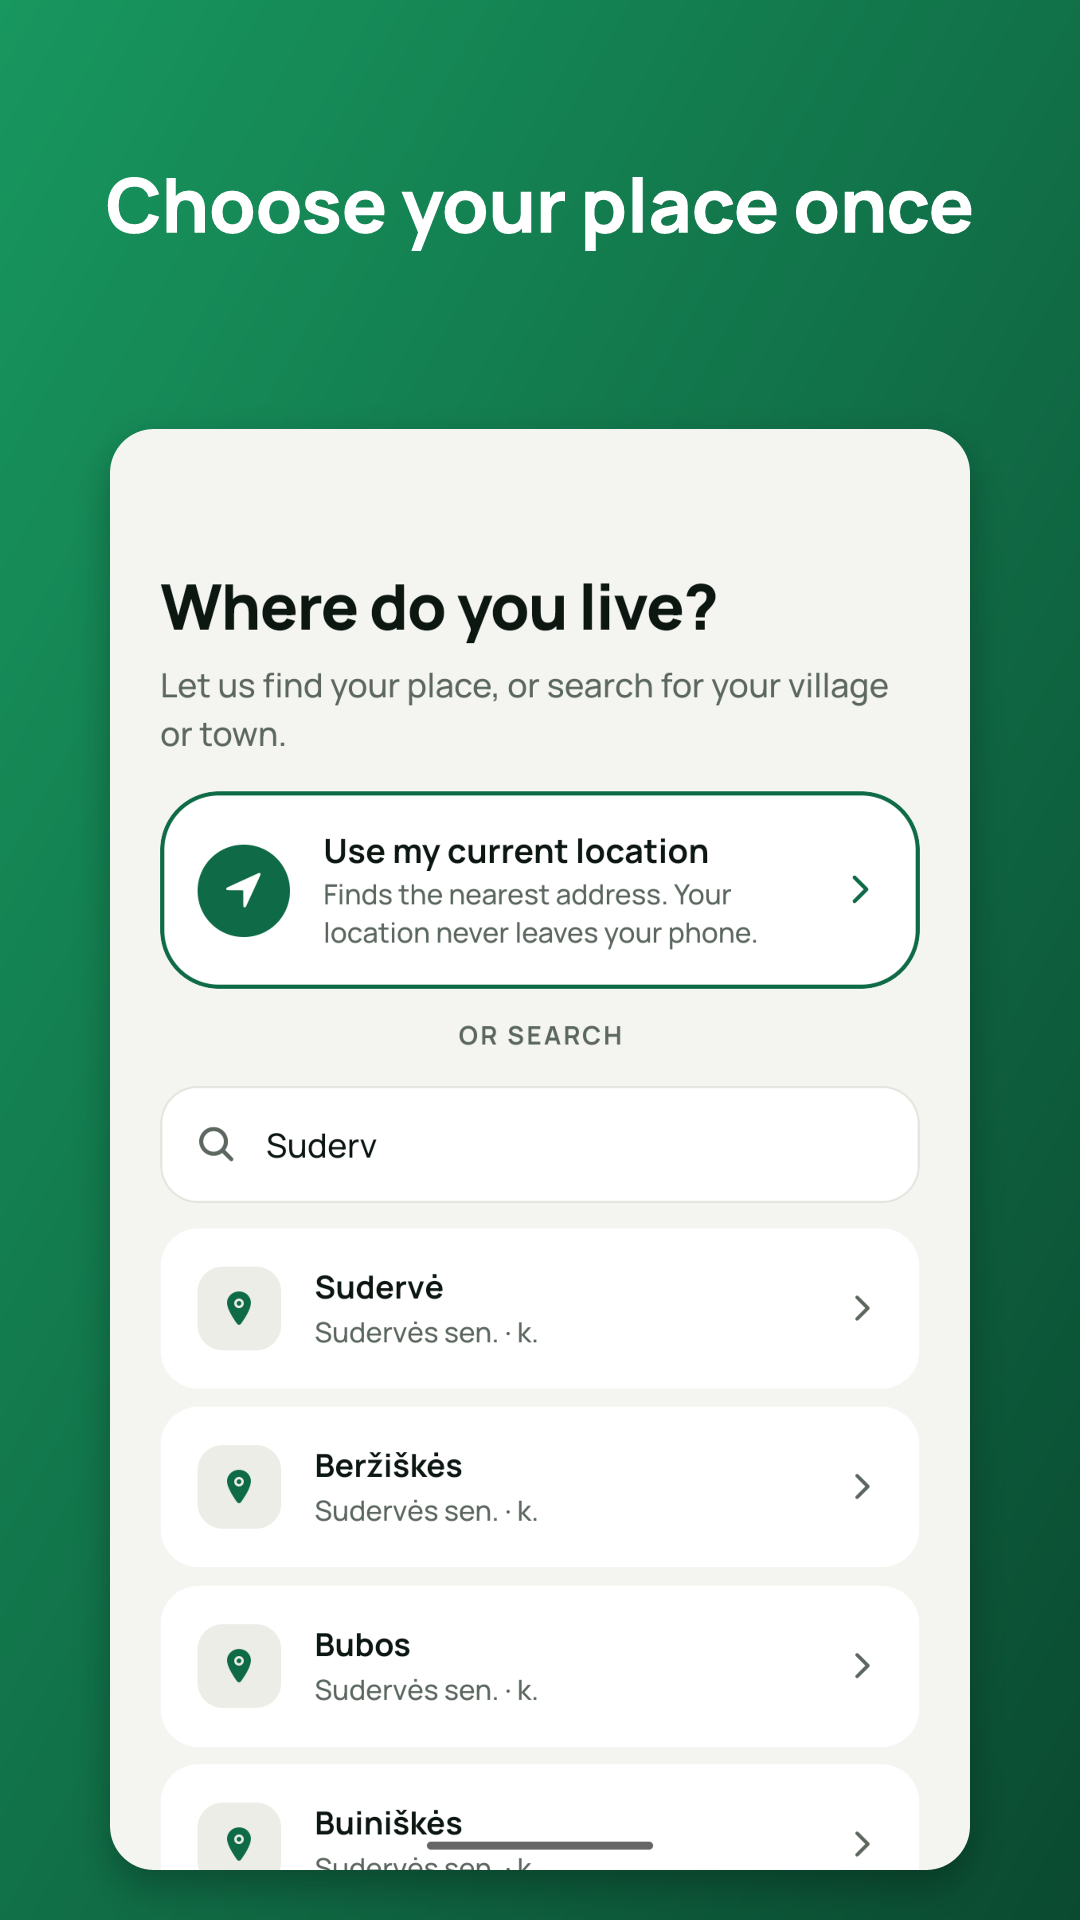 Choose your place once
Where do you live?
Let us find your place, or search for your village
or town.
Use my current location
Finds the nearest address. Your
location never leaves your phone.
OR SEARCH
Suderv
Sudervė
Sudervės sen. · k.
Beržiškės
Sudervės sen. · k.
Bubos
Sudervės sen. · k.
Buiniškės
Sudervės sen. · k.